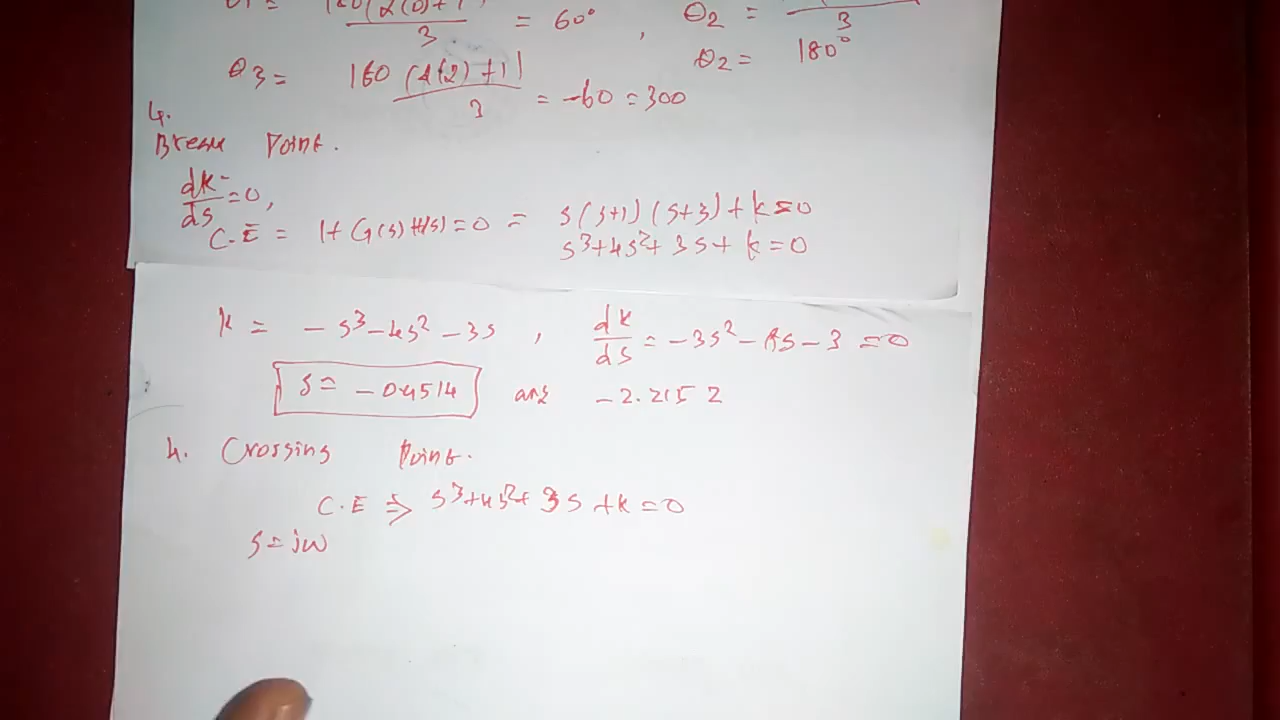 3 = 60° , θ2 = 3
θ3 = 180 (2(2)+1) / 3 = -60 = 300 θ2 = 180°
4.
Break Point.
dk/ds = 0,
C.E = 1+G(s)H(s)=0 = s(s+1)(s+3)+k=0
s³+4s²+3s+k=0
k = -s³-4s²-3s , dk/ds = -3s²-8s-3=0
s= -0.4514 and -2.2152
4. Crossing Point.
C.E ⇒ s³+4s²+3s+k=0
s=jω